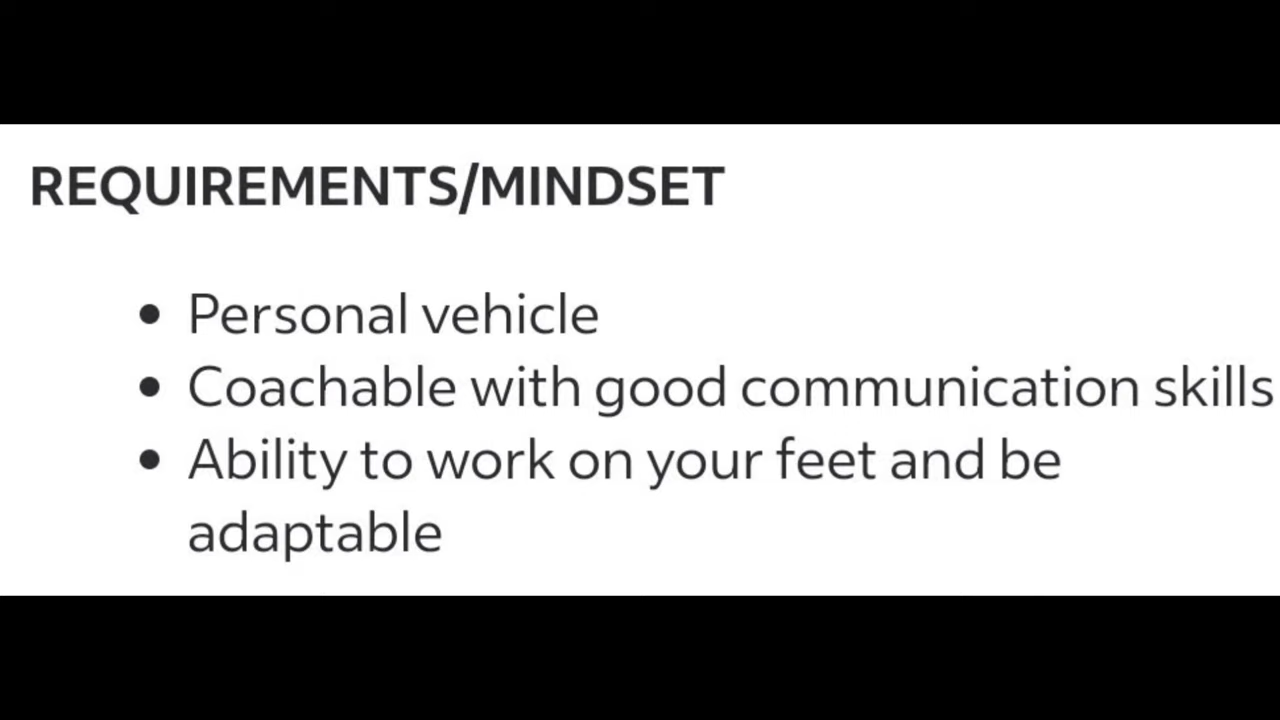 REQUIREMENTS/MINDSET
• Personal vehicle
• Coachable with good communication skills
• Ability to work on your feet and be
adaptable